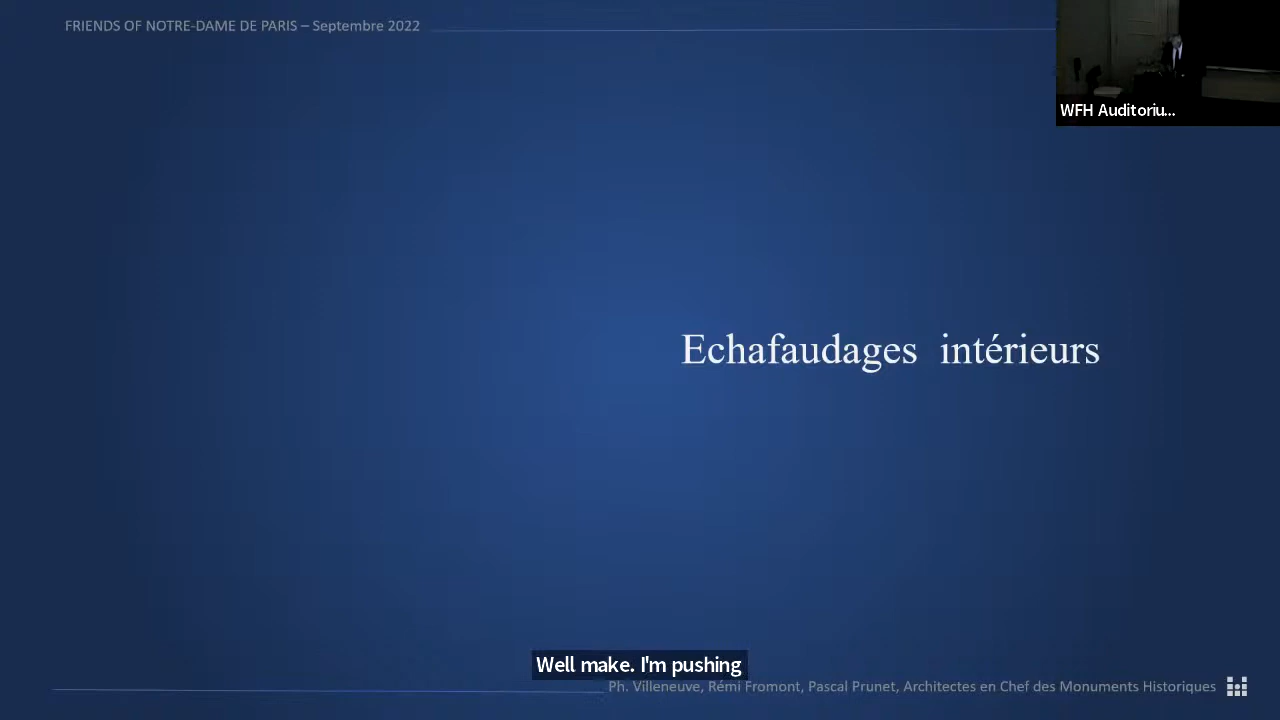 FRIENDS OF NOTRE-DAME DE PARIS – Septembre 2022
WFH Auditoriu...
Echafaudages intérieurs
Well make. I'm pushing
Ph. Villeneuve, Rémi Fromont, Pascal Prunet, Architectes en Chef des Monuments Historiques